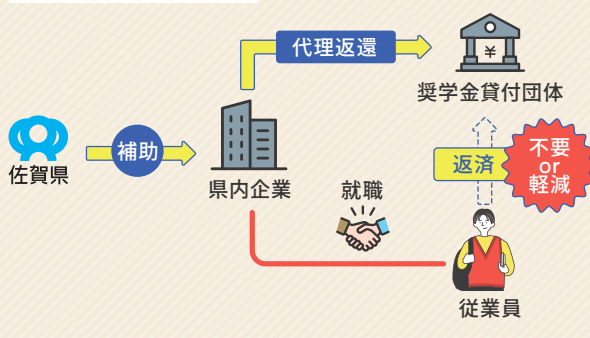 代理返還
¥
奨学金貸付団体
佐賀県
補助
県内企業
就職
返済
不要
or
軽減
従業員